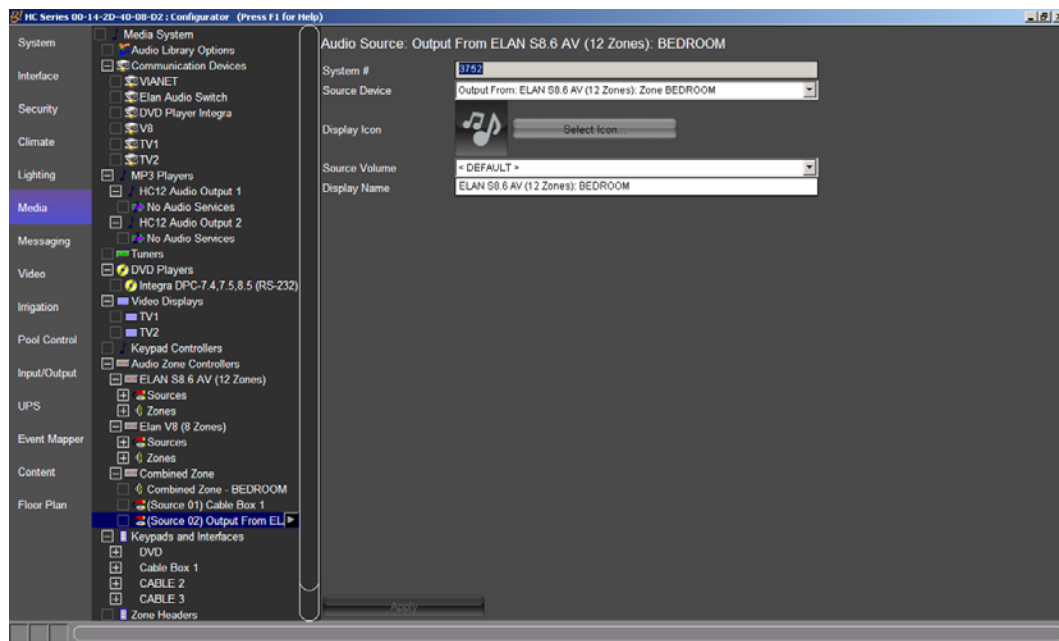 HC Series 00-14-2D-40-08-D2 : Configurator (Press F1 for Help)
System
Interface
Security
Climate
Lighting
Media
Messaging
Video
Irrigation
Pool Control
Input/Output
UPS
Event Mapper
Content
Floor Plan
Media System
Audio Library Options
Communication Devices
VIANET
Elan Audio Switch
DVD Player Integra
V8
TV1
TV2
MP3 Players
HC12 Audio Output 1
No Audio Services
HC12 Audio Output 2
No Audio Services
Tuners
DVD Players
Integra DPC-7.4,7.5,8.5 (RS-232)
Video Displays
TV1
TV2
Keypad Controllers
Audio Zone Controllers
ELAN S8.6 AV (12 Zones)
Sources
Zones
Elan V8 (8 Zones)
Sources
Zones
Combined Zone
Combined Zone - BEDROOM
(Source 01) Cable Box 1
(Source 02) Output From EL
Keypads and Interfaces
DVD
Cable Box 1
CABLE 2
CABLE 3
Zone Headers
Audio Source: Output From ELAN S8.6 AV (12 Zones): BEDROOM
System # 3752
Source Device Output From: ELAN S8.6 AV (12 Zones): Zone BEDROOM
Display Icon Select Icon...
Source Volume < DEFAULT >
Display Name ELAN S8.6 AV (12 Zones): BEDROOM
Apply